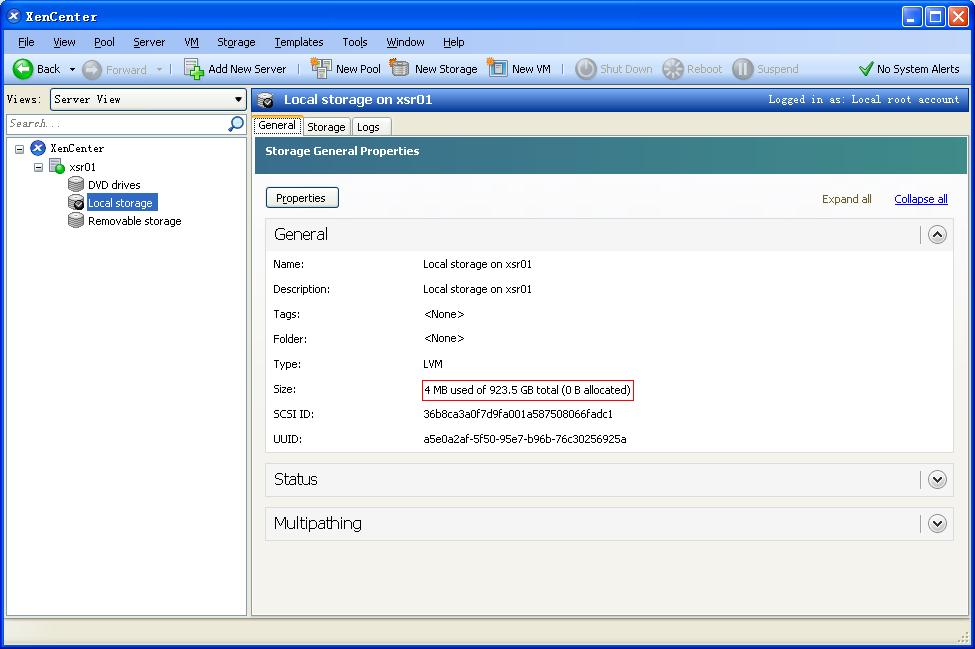 XenCenter
File View Pool Server VM Storage Templates Tools Window Help
Back Forward Add New Server New Pool New Storage New VM Shut Down Reboot Suspend No System Alerts
Views: Server View
Local storage on xsr01 Logged in as: Local root account
Search...
General Storage Logs
XenCenter
xsr01
DVD drives
Local storage
Removable storage
Storage General Properties
Properties Expand all Collapse all
General
Name: Local storage on xsr01
Description: Local storage on xsr01
Tags: <None>
Folder: <None>
Type: LVM
Size: 4 MB used of 923.5 GB total (0 B allocated)
SCSI ID: 36b8ca3a0f7d9fa001a587508066fadc1
UUID: a5e0a2af-5f50-95e7-b96b-76c30256925a
Status
Multipathing